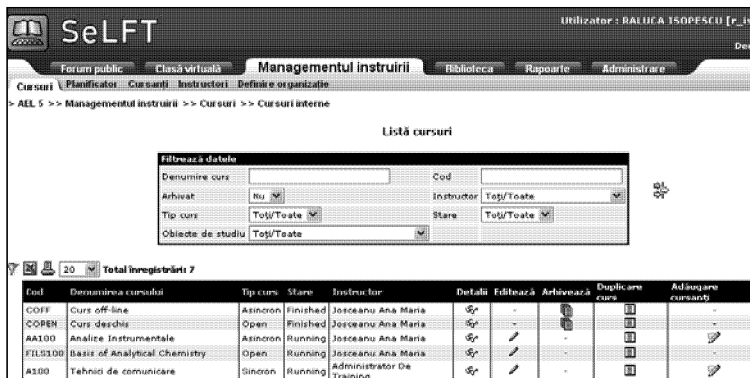 SeLFT
Utilizator : RALUCA ISOPESCU [r_is
Dec
Forum public Clasă virtuală Managementul instruirii Biblioteca Rapoarte Administrare
Cursuri Planificator Cursanți Instructori Definire organizație
> AEL 5 >> Managementul instruirii >> Cursuri >> Cursuri interne
Listă cursuri
Filtrează datele
Denumire curs Cod
Arhivat Nu Instructor Toți/Toate
Tip curs Toți/Toate Stare Toți/Toate
Obiecte de studiu Toți/Toate
20 Total înregistrări: 7
Cod Denumirea cursului Tip curs Stare Instructor Detalii Editează Arhivează Duplicare curs Adăugare cursanți
COFF Curs off-line Asincron Finished Josceanu Ana Maria - -
COPEN Curs deschis Open Finished Josceanu Ana Maria - -
AA100 Analize Instrumentale Asincron Running Josceanu Ana Maria -
FILS100 Basis of Analytical Chemistry Open Running Josceanu Ana Maria - -
A100 Tehnici de comunicare Sincron Running Administrator De Training -